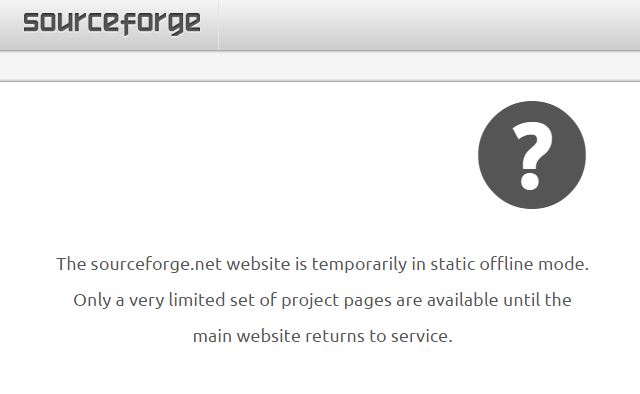 sourceforge
?
The sourceforge.net website is temporarily in static offline mode.
Only a very limited set of project pages are available until the
main website returns to service.